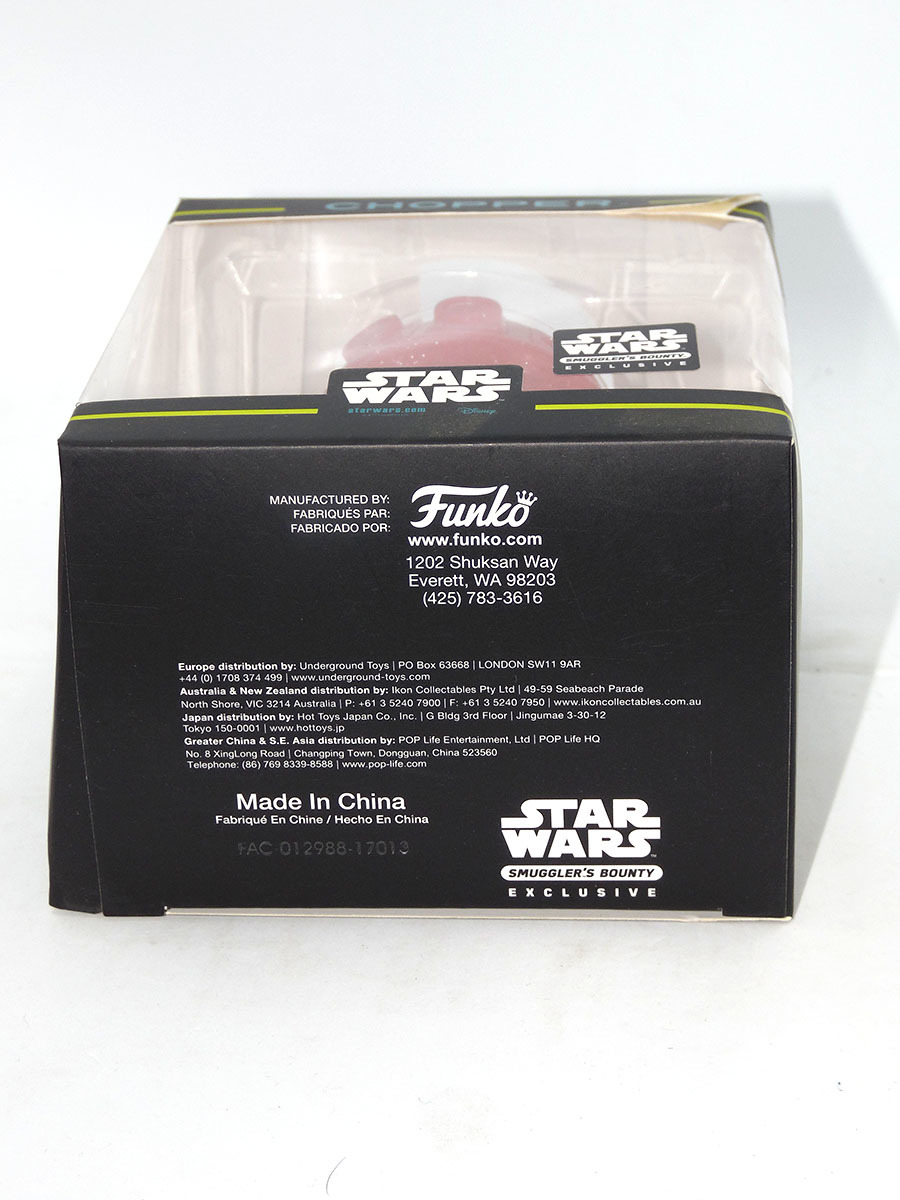 CHOPPER
STAR
WARS
SMUGGLER'S BOUNTY
EXCLUSIVE
STAR
WARS
starwars.com Disney
MANUFACTURED BY:
FABRIQUÉS PAR:
FABRICADO POR:
Funko
www.funko.com
1202 Shuksan Way
Everett, WA 98203
(425) 783-3616
Europe distribution by: Underground Toys | PO Box 63668 | LONDON SW11 9AR
+44 (0) 1708 374 499 | www.underground-toys.com
Australia & New Zealand distribution by: Ikon Collectables Pty Ltd | 49-59 Seabeach Parade
North Shore, VIC 3214 Australia | P: +61 3 5240 7900 | F: +61 3 5240 7950 | www.ikoncollectables.com.au
Japan distribution by: Hot Toys Japan Co., Inc. | G Bldg 3rd Floor | Jingumae 3-30-12
Tokyo 150-0001 | www.hottoys.jp
Greater China & S.E. Asia distribution by: POP Life Entertainment, Ltd | POP Life HQ
No. 8 XingLong Road | Changping Town, Dongguan, China 523560
Telephone: (86) 769 8339-8588 | www.pop-life.com
Made In China
Fabriqué En Chine / Hecho En China
FAC-012988-17013
STAR
WARS™
SMUGGLER'S BOUNTY
EXCLUSIVE